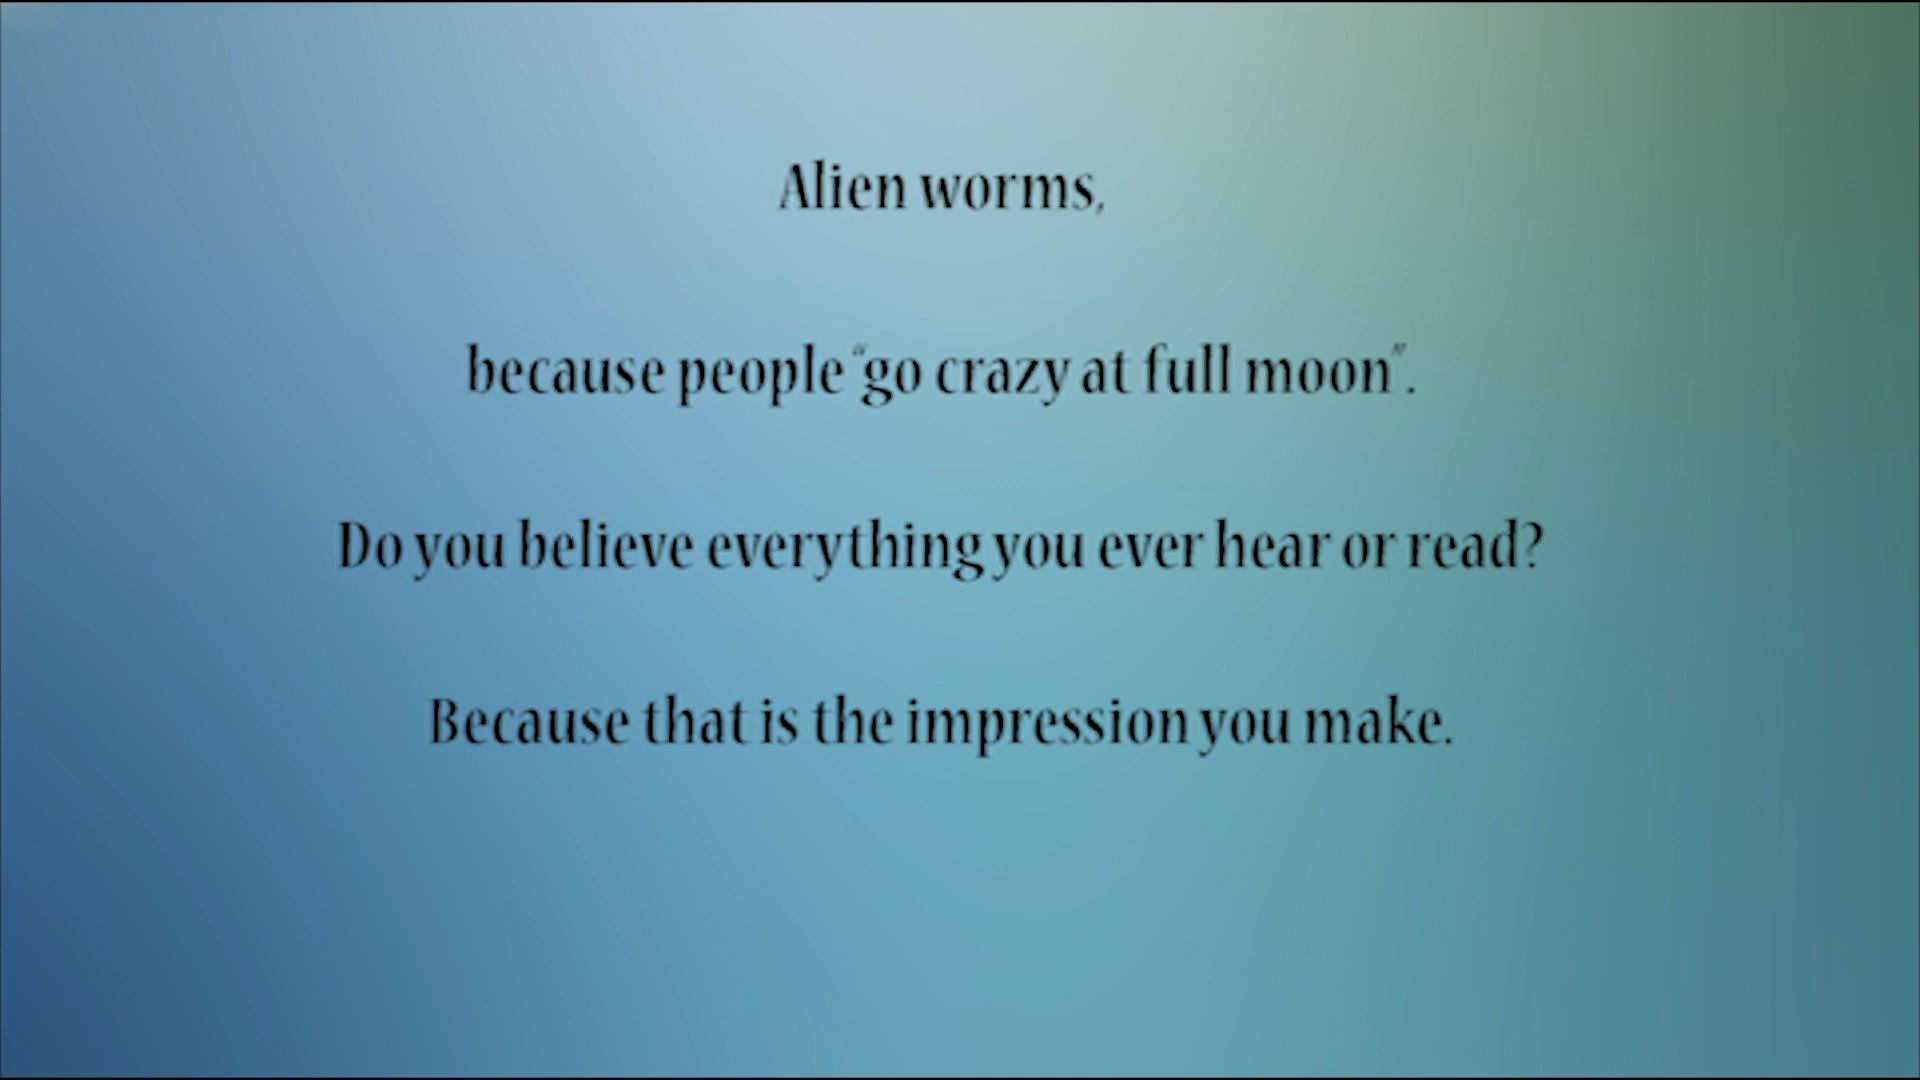 Alien worms,
because people “go crazy at full moon”.
Do you believe everything you ever hear or read?
Because that is the impression you make.